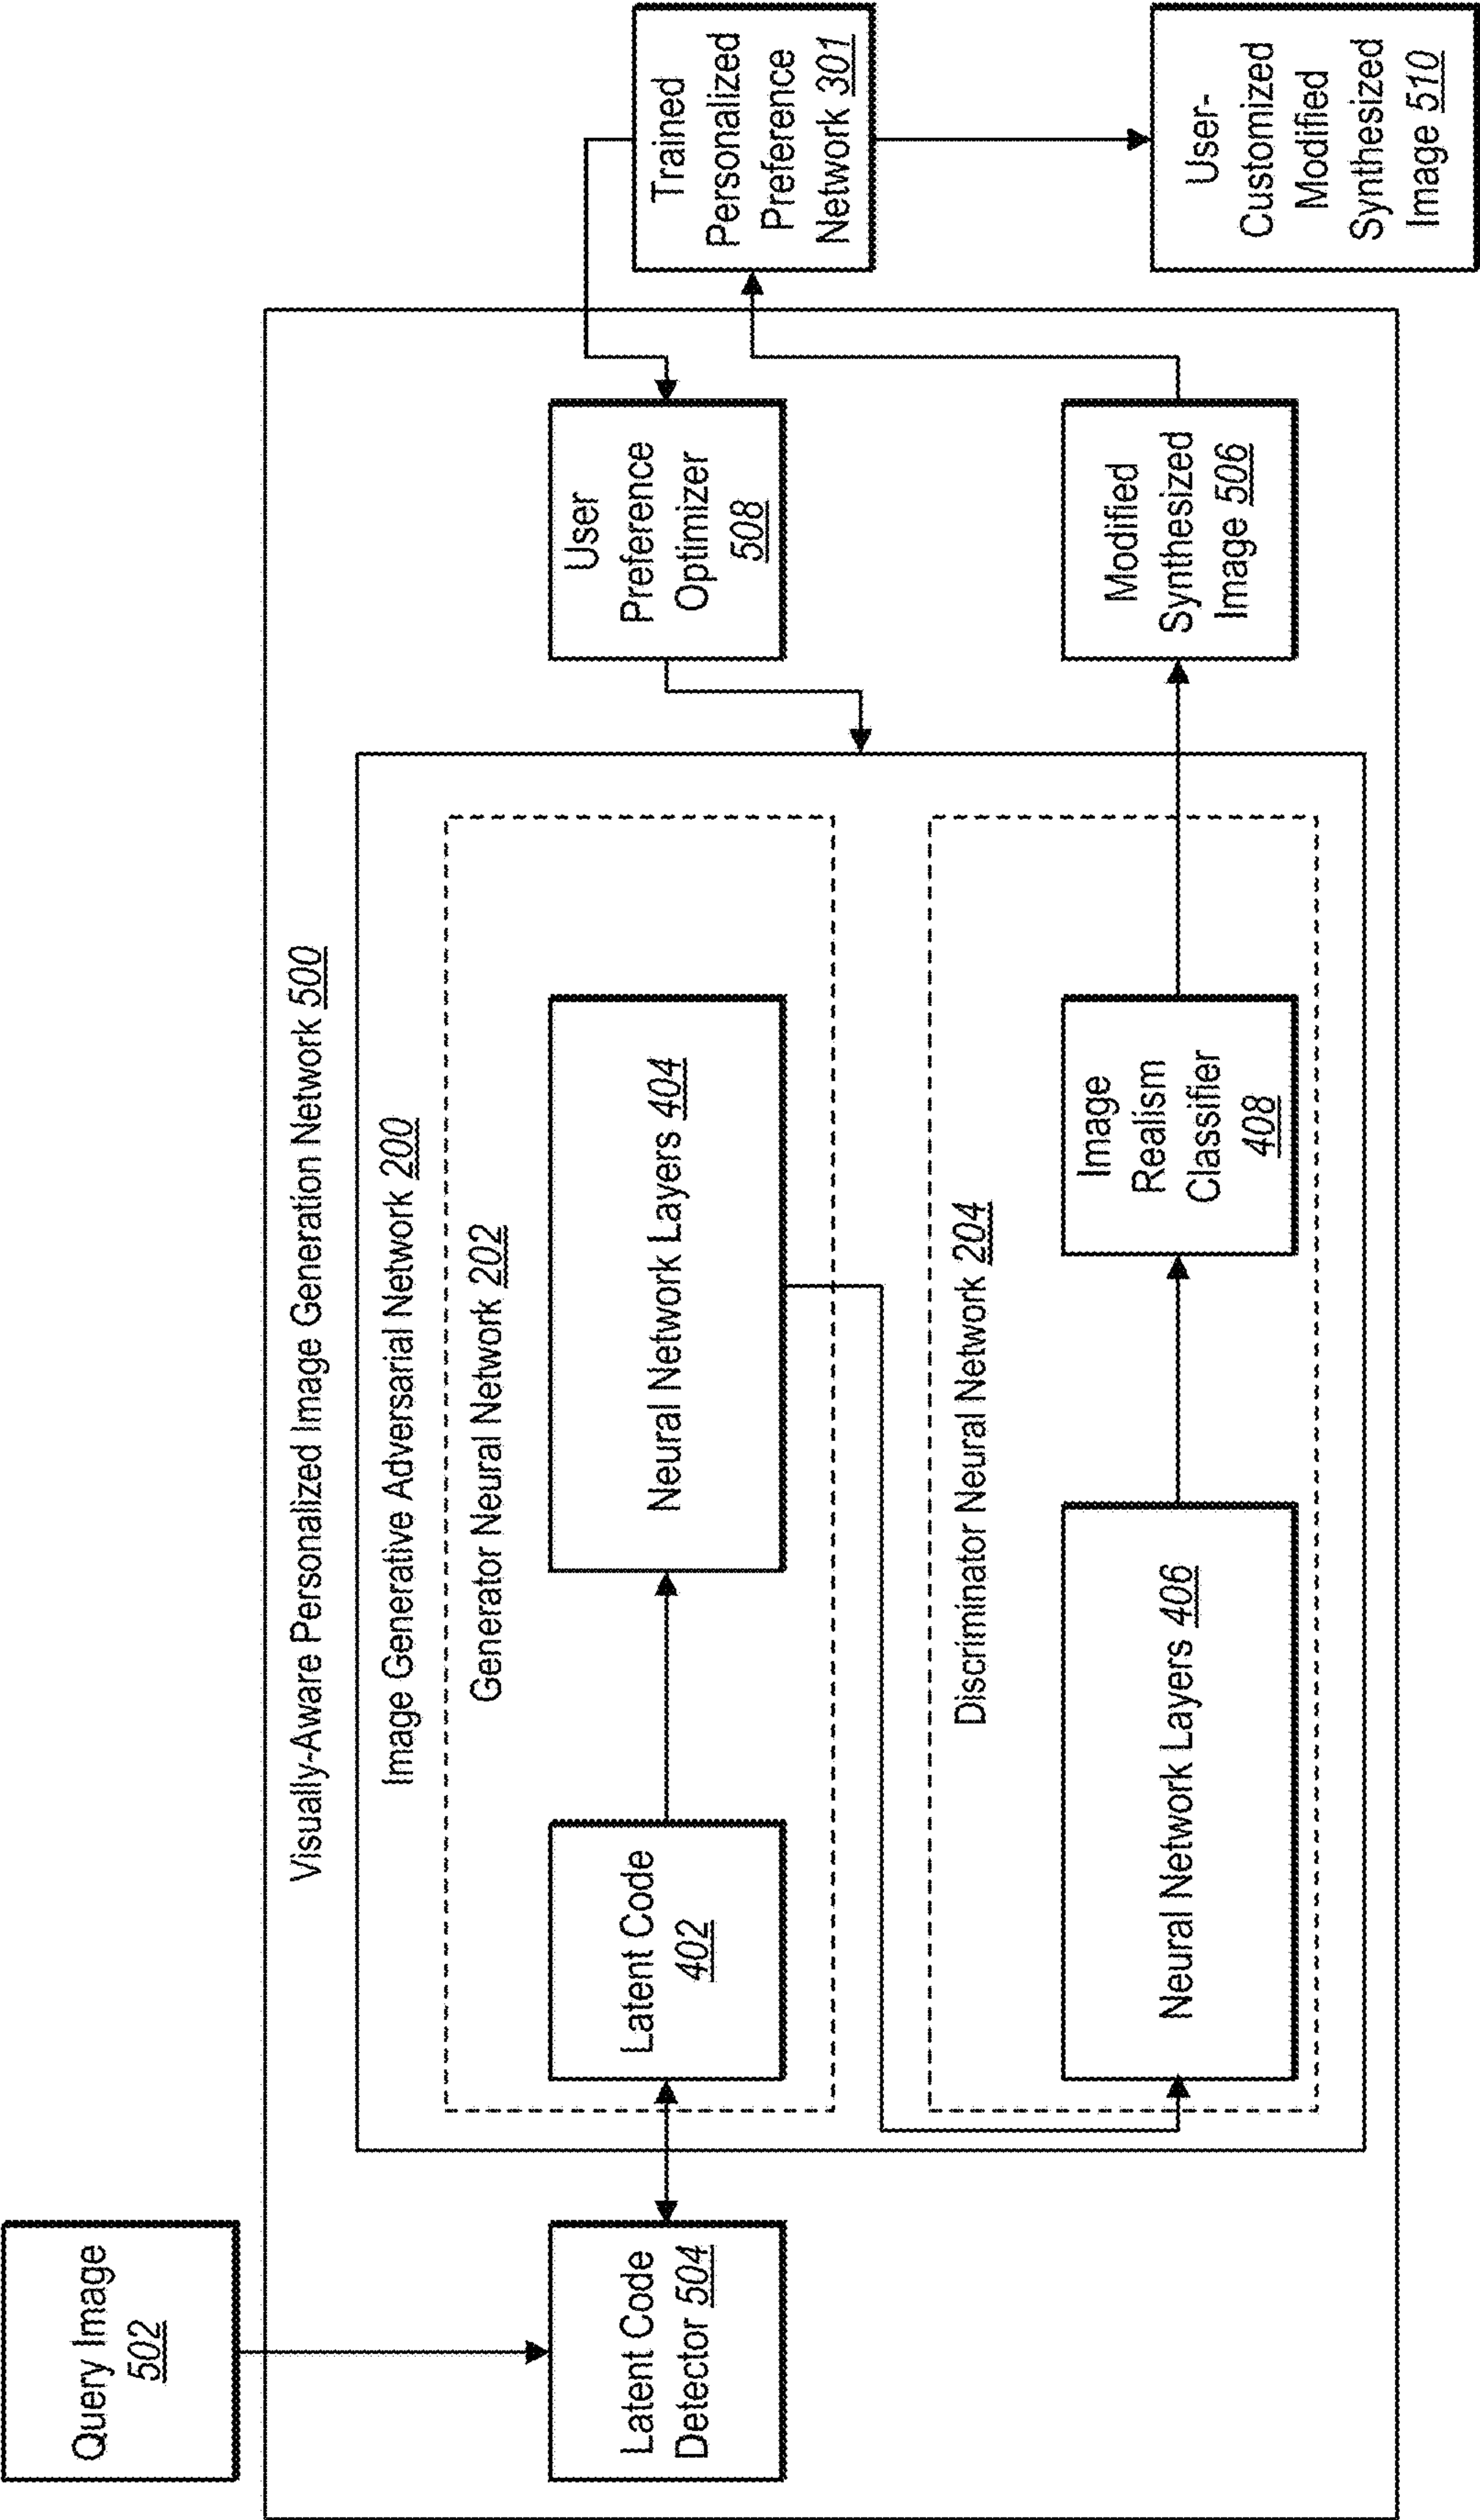 Query Image
502
Visually-Aware Personalized Image Generation Network 500
Image Generative Adversarial Network 200
Generator Neural Network 202
Latent Code
Detector 504
Latent Code
402
Neural Network Layers 404
User
Preference
Optimizer
508
Trained
Personalized
Preference
Network 301
Discriminator Neural Network 204
Neural Network Layers 406
Image
Realism
Classifier
408
Modified
Synthesized
Image 506
User-
Customized
Modified
Synthesized
Image 510